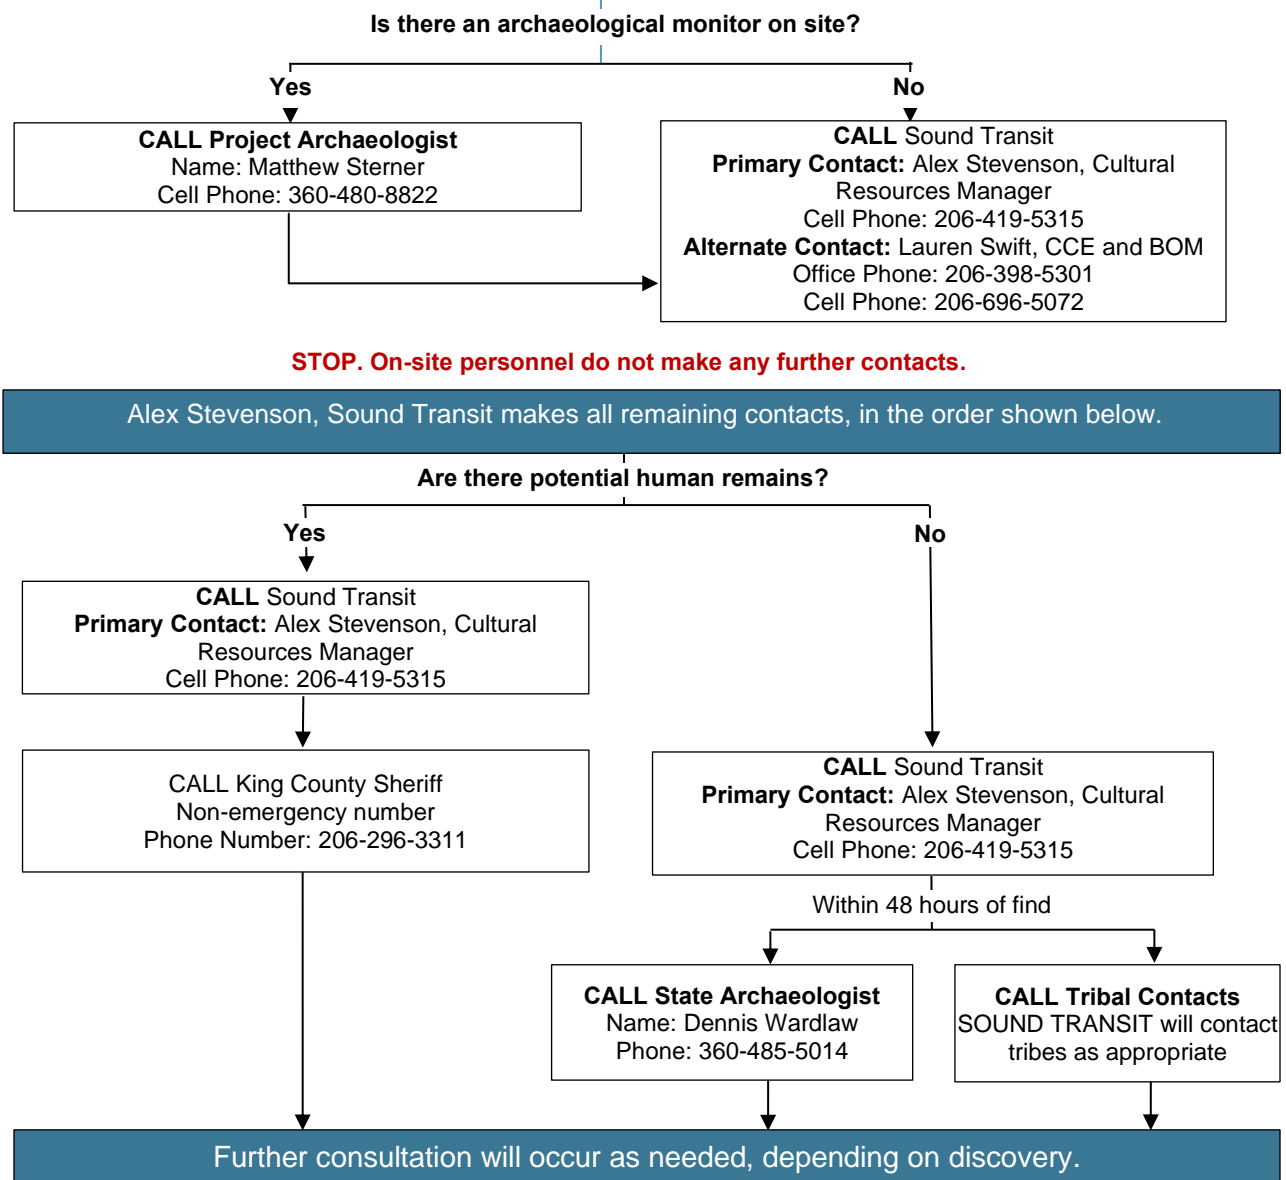 Is there an archaeological monitor on site?
Yes
No
CALL Project Archaeologist
Name: Matthew Sterner
Cell Phone: 360-480-8822
CALL Sound Transit
Primary Contact: Alex Stevenson, Cultural
Resources Manager
Cell Phone: 206-419-5315
Alternate Contact: Lauren Swift, CCE and BOM
Office Phone: 206-398-5301
Cell Phone: 206-696-5072
STOP. On-site personnel do not make any further contacts.
Alex Stevenson, Sound Transit makes all remaining contacts, in the order shown below.
Are there potential human remains?
Yes
No
CALL Sound Transit
Primary Contact: Alex Stevenson, Cultural
Resources Manager
Cell Phone: 206-419-5315
CALL King County Sheriff
Non-emergency number
Phone Number: 206-296-3311
CALL Sound Transit
Primary Contact: Alex Stevenson, Cultural
Resources Manager
Cell Phone: 206-419-5315
Within 48 hours of find
CALL State Archaeologist
Name: Dennis Wardlaw
Phone: 360-485-5014
CALL Tribal Contacts
SOUND TRANSIT will contact
tribes as appropriate
Further consultation will occur as needed, depending on discovery.